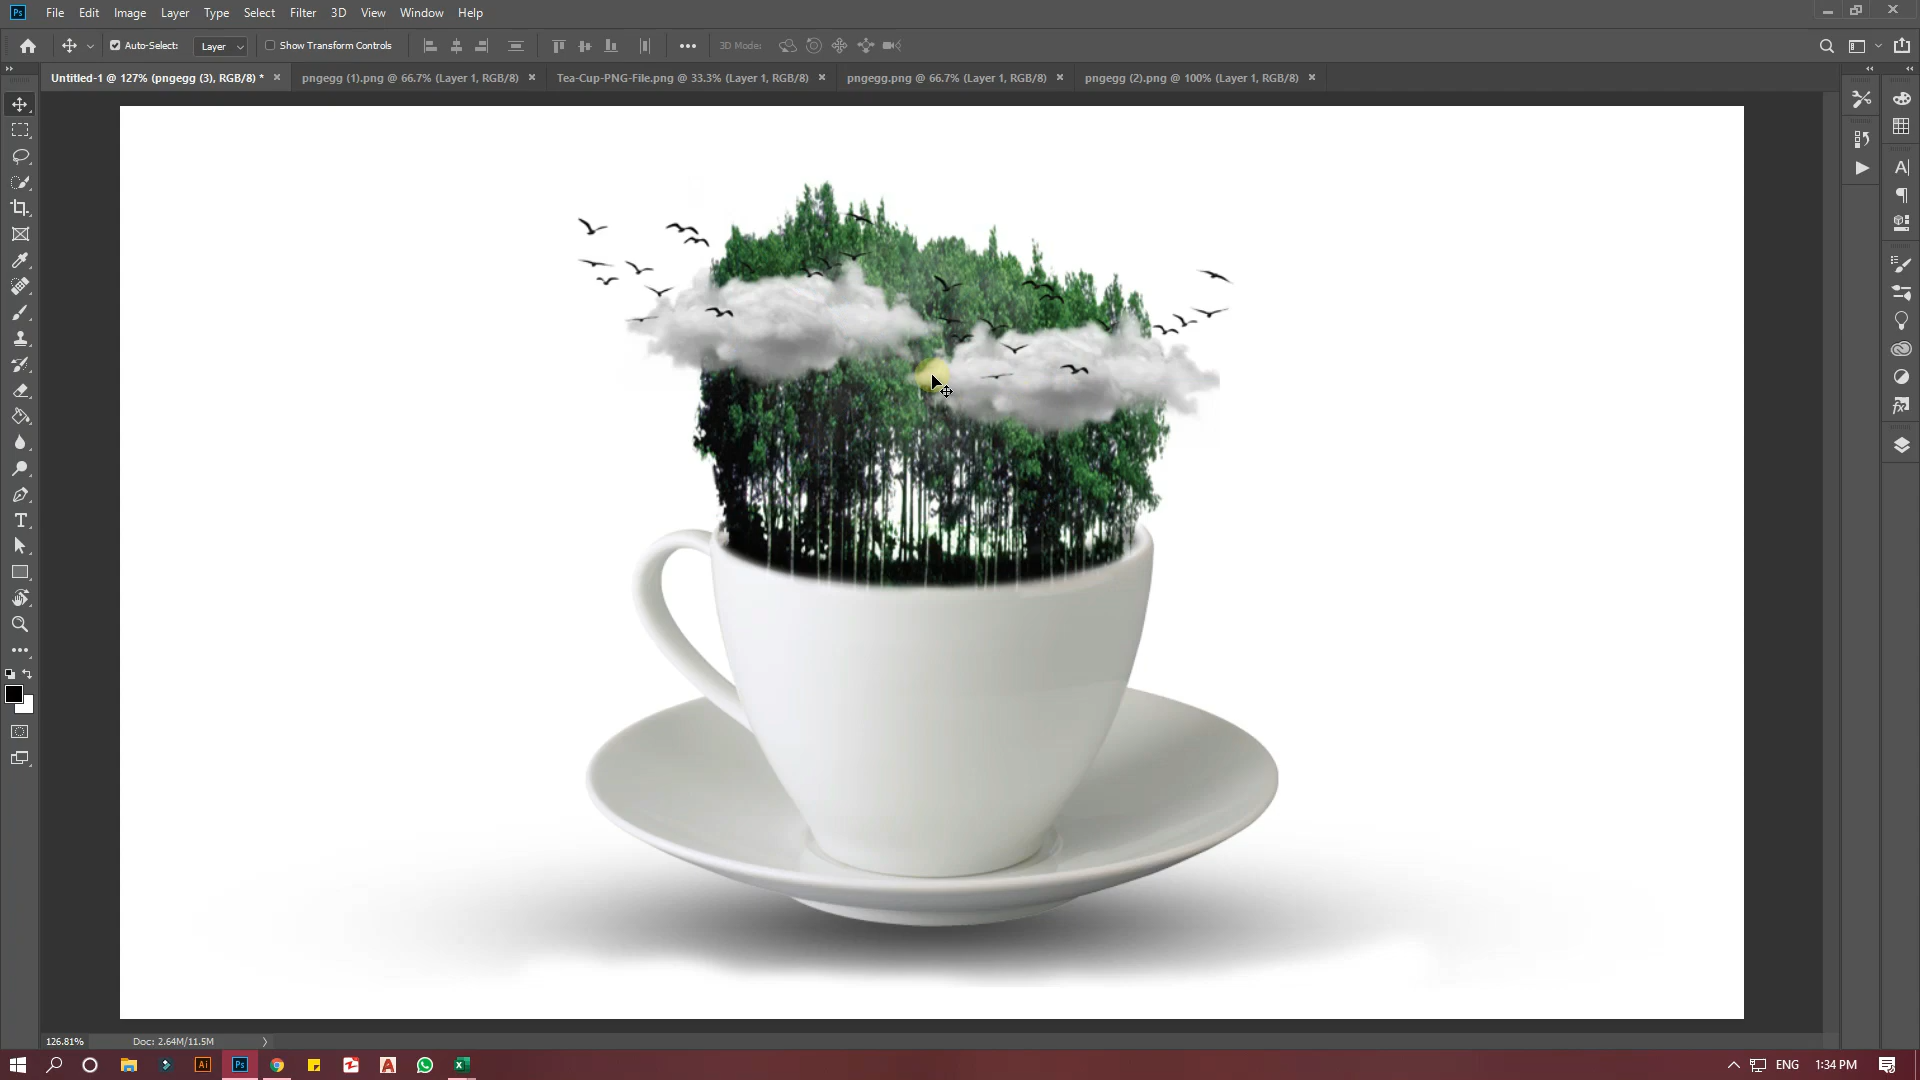 Ps File Edit Image Layer Type Select Filter 3D View Window Help
Auto-Select: Layer Show Transform Controls 3D Mode:
Untitled-1 @ 127% (pngegg (3), RGB/8) * × pngegg (1).png @ 66.7% (Layer 1, RGB/8) × Tea-Cup-PNG-File.png @ 33.3% (Layer 1, RGB/8) × pngegg.png @ 66.7% (Layer 1, RGB/8) × pngegg (2).png @ 100% (Layer 1, RGB/8) ×
126.81% Doc: 2.64M/11.5M
Ai Ps ENG 1:34 PM